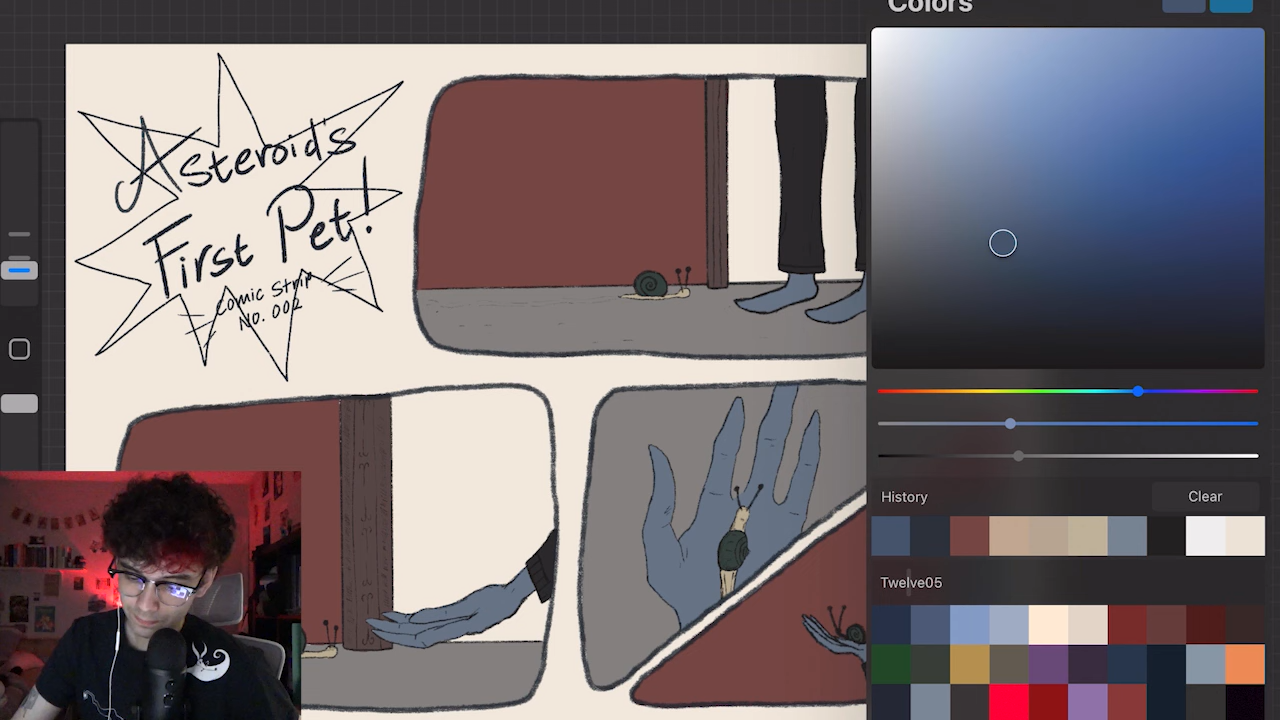 Colors
Asteroid's
First Pet!
Comic Strip
No. 002
History
Clear
Twelve05